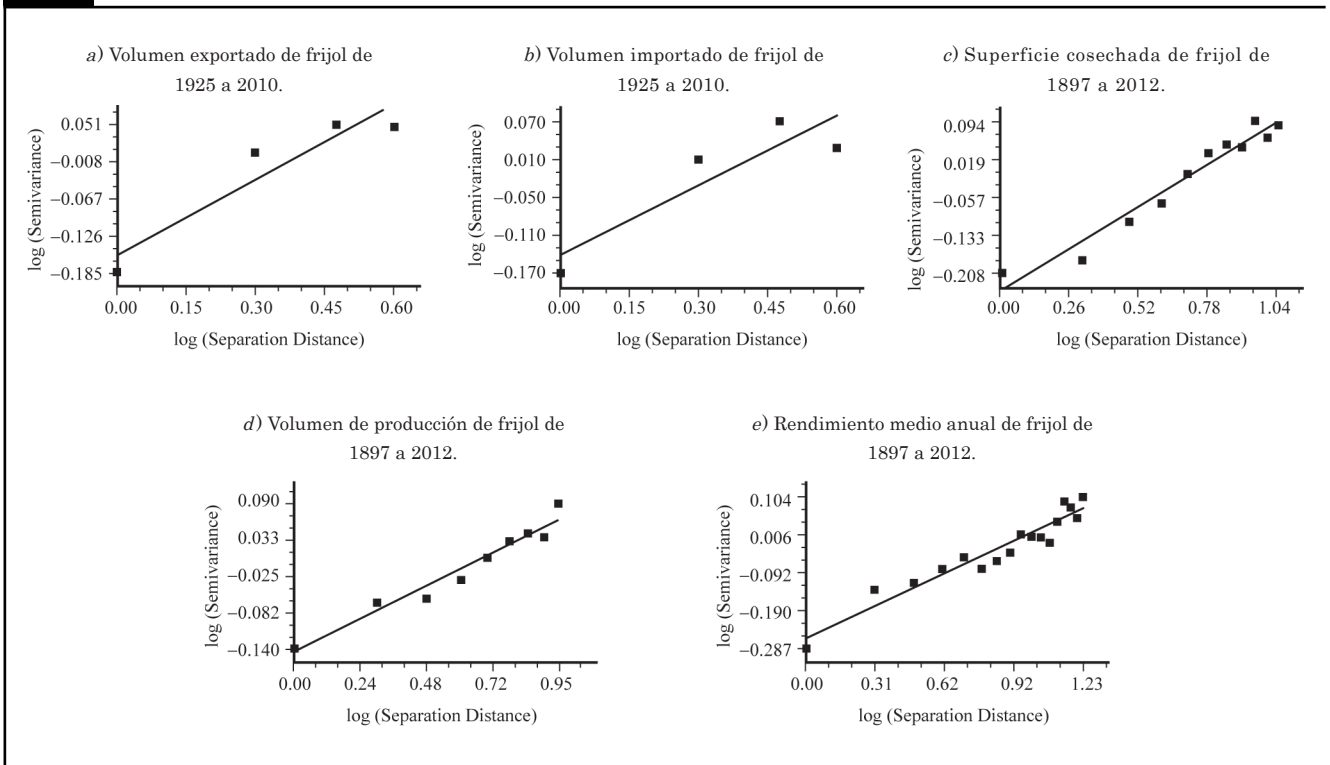 a) Volumen exportado de frijol de
1925 a 2010.
log (Semivariance)
0.051
−0.008
−0.067
−0.126
−0.185
0.00 0.15 0.30 0.45 0.60
log (Separation Distance)
b) Volumen importado de frijol de
1925 a 2010.
log (Semivariance)
0.070
0.010
−0.050
−0.110
−0.170
0.00 0.15 0.30 0.45 0.60
log (Separation Distance)
c) Superficie cosechada de frijol de
1897 a 2012.
log (Semivariance)
0.094
0.019
−0.057
−0.133
−0.208
0.00 0.26 0.52 0.78 1.04
log (Separation Distance)
d) Volumen de producción de frijol de
1897 a 2012.
log (Semivariance)
0.090
0.033
−0.025
−0.082
−0.140
0.00 0.24 0.48 0.72 0.95
log (Separation Distance)
e) Rendimiento medio anual de frijol de
1897 a 2012.
log (Semivariance)
0.104
0.006
−0.092
−0.190
−0.287
0.00 0.31 0.62 0.92 1.23
log (Separation Distance)